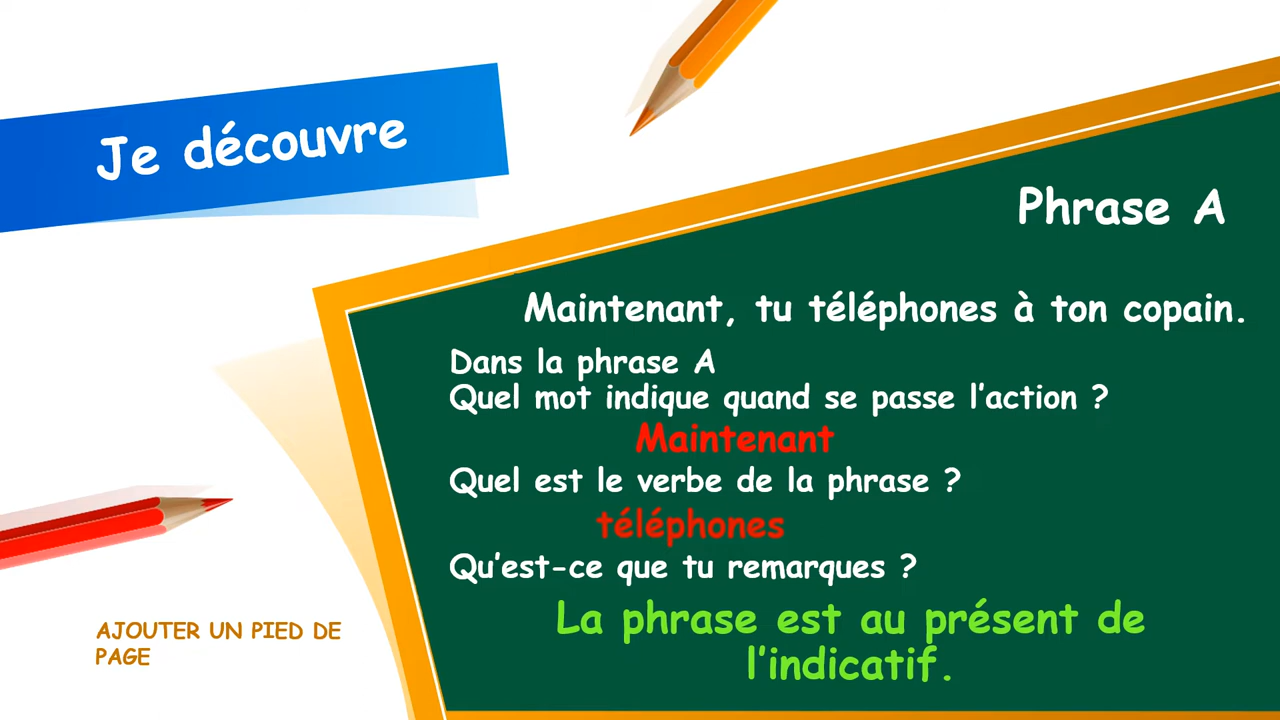 Je découvre
Phrase A
Maintenant, tu téléphones à ton copain.
Dans la phrase A
Quel mot indique quand se passe l’action ?
Maintenant
Quel est le verbe de la phrase ?
téléphones
Qu’est-ce que tu remarques ?
La phrase est au présent de
l’indicatif.
AJOUTER UN PIED DE
PAGE